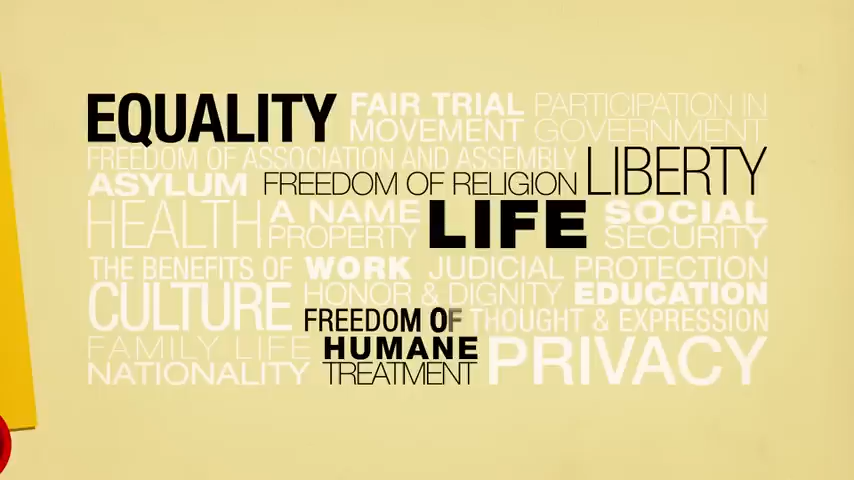 EQUALITY FAIR TRIAL PARTICIPATION IN
MOVEMENT GOVERNMENT
FREEDOM OF ASSOCIATION AND ASSEMBLY LIBERTY
ASYLUM FREEDOM OF RELIGION
HEALTH A NAME LIFE SOCIAL
PROPERTY SECURITY
THE BENEFITS OF WORK JUDICIAL PROTECTION
CULTURE HONOR & DIGNITY EDUCATION
FREEDOM OF THOUGHT & EXPRESSION
FAMILY LIFE HUMANE PRIVACY
NATIONALITY TREATMENT